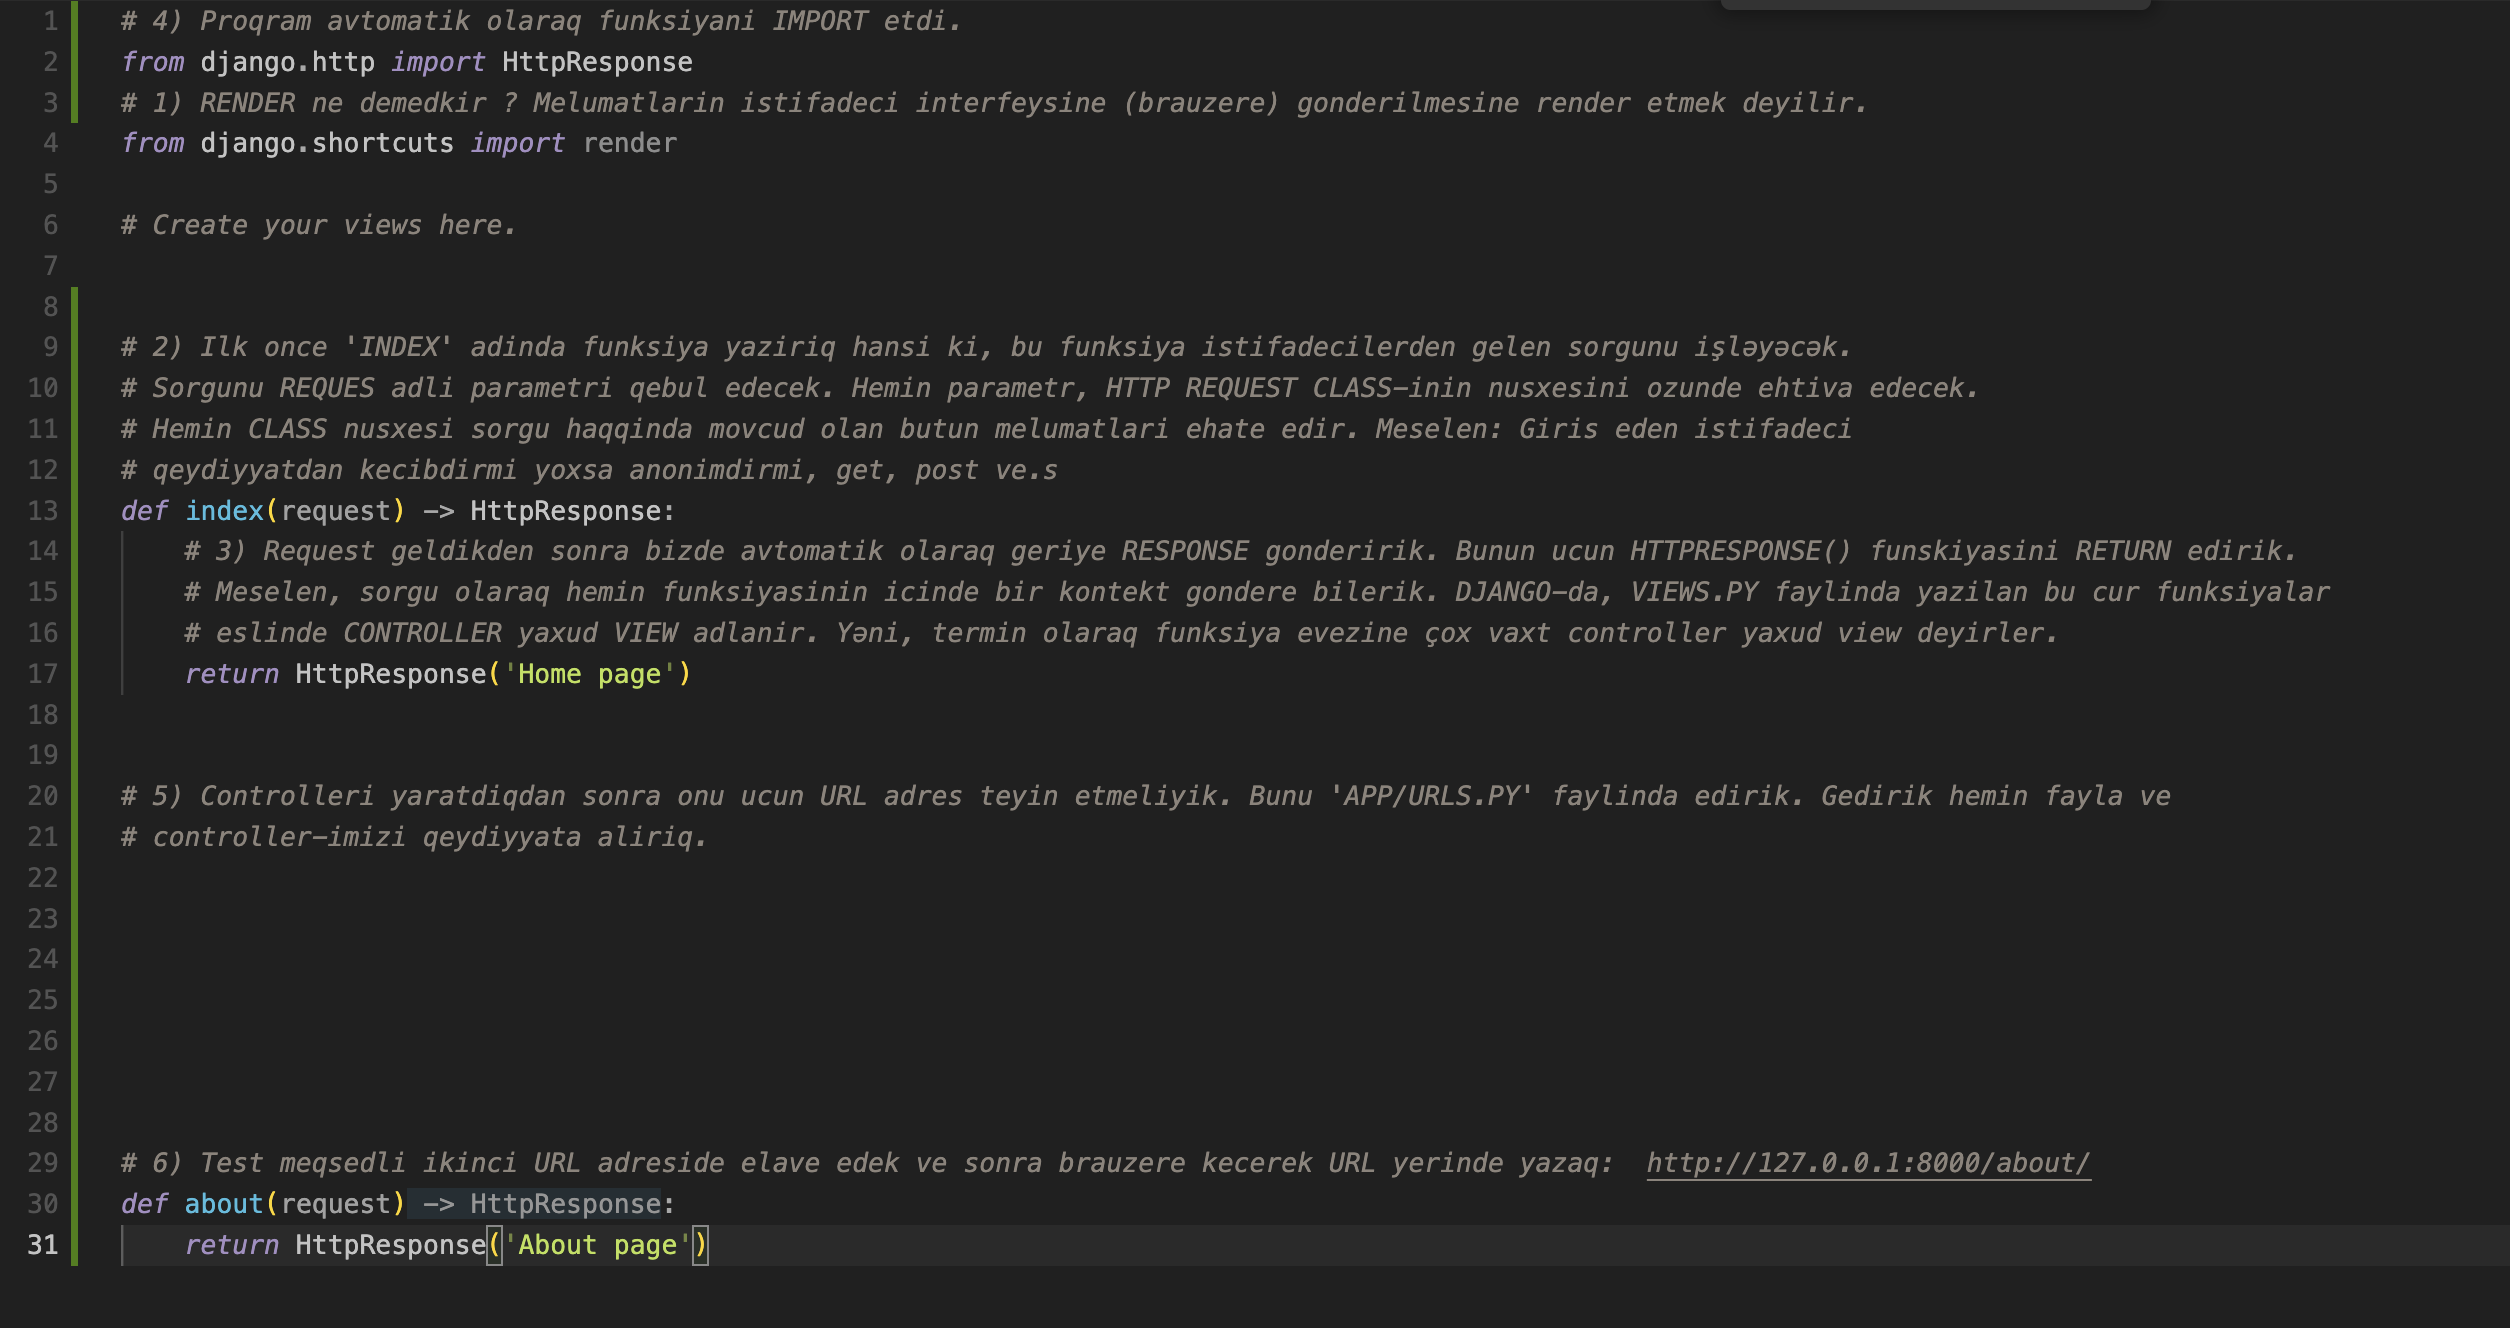 1 # 4) Proqram avtomatik olaraq funksiyani IMPORT etdi.
2 from django.http import HttpResponse
3 # 1) RENDER ne demedkir ? Melumatlarin istifadeci interfeysine (brauzere) gonderilmesine render etmek deyilir.
4 from django.shortcuts import render
5
6 # Create your views here.
7
8
9 # 2) Ilk once 'INDEX' adinda funksiya yaziriq hansi ki, bu funksiya istifadecilerden gelen sorgunu işləyəcək.
10 # Sorgunu REQUES adli parametri qebul edecek. Hemin parametr, HTTP REQUEST CLASS-inin nusxesini ozunde ehtiva edecek.
11 # Hemin CLASS nusxesi sorgu haqqinda movcud olan butun melumatlari ehate edir. Meselen: Giris eden istifadeci
12 # qeydiyyatdan kecibdirmi yoxsa anonimdirmi, get, post ve.s
13 def index(request) -> HttpResponse:
14 # 3) Request geldikden sonra bizde avtomatik olaraq geriye RESPONSE gonderirik. Bunun ucun HTTPRESPONSE() funskiyasini RETURN edirik.
15 # Meselen, sorgu olaraq hemin funksiyasinin icinde bir kontekt gondere bilerik. DJANGO-da, VIEWS.PY faylinda yazilan bu cur funksiyalar
16 # eslinde CONTROLLER yaxud VIEW adlanir. Yəni, termin olaraq funksiya evezine çox vaxt controller yaxud view deyirler.
17 return HttpResponse('Home page')
18
19
20 # 5) Controlleri yaratdiqdan sonra onu ucun URL adres teyin etmeliyik. Bunu 'APP/URLS.PY' faylinda edirik. Gedirik hemin fayla ve
21 # controller-imizi qeydiyyata aliriq.
22
23
24
25
26
27
28
29 # 6) Test meqsedli ikinci URL adreside elave edek ve sonra brauzere kecerek URL yerinde yazaq: http://127.0.0.1:8000/about/
30 def about(request) -> HttpResponse:
31 return HttpResponse('About page')